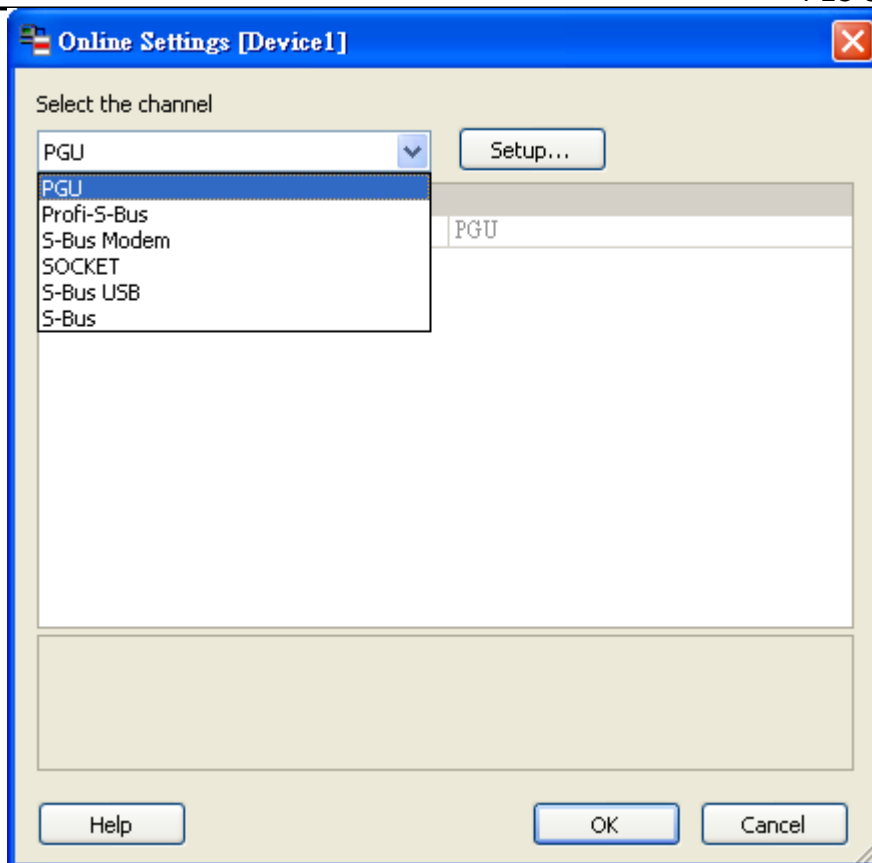 Online Settings [Device1]
Select the channel
PGU
Setup...
PGU
Profi-S-Bus
PGU
S-Bus Modem
SOCKET
S-Bus USB
S-Bus
Help
OK
Cancel